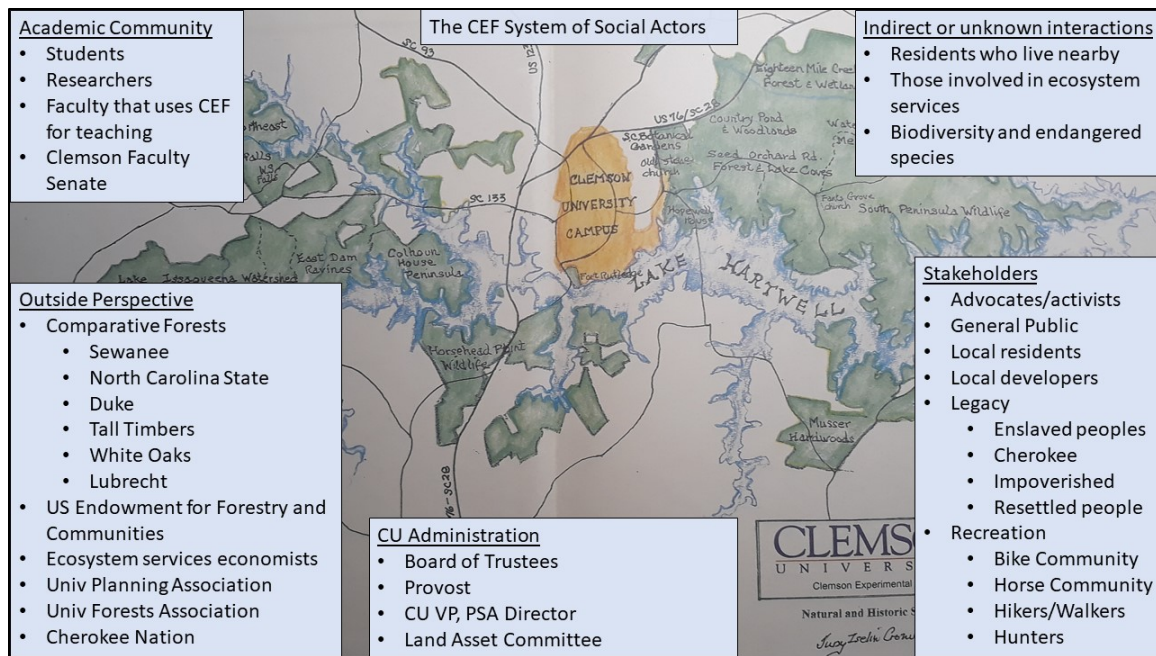 Academic Community
• Students
• Researchers
• Faculty that uses CEF
for teaching
• Clemson Faculty
Senate
The CEF System of Social Actors
Indirect or unknown interactions
• Residents who live nearby
• Those involved in ecosystem
services
• Biodiversity and endangered
species
Outside Perspective
• Comparative Forests
• Sewanee
• North Carolina State
• Duke
• Tall Timbers
• White Oaks
• Lubrecht
• US Endowment for Forestry and
Communities
• Ecosystem services economists
• Univ Planning Association
• Univ Forests Association
• Cherokee Nation
CU Administration
• Board of Trustees
• Provost
• CU VP, PSA Director
• Land Asset Committee
Stakeholders
• Advocates/activists
• General Public
• Local residents
• Local developers
• Legacy
• Enslaved peoples
• Cherokee
• Impoverished
• Resettled people
• Recreation
• Bike Community
• Horse Community
• Hikers/Walkers
• Hunters
SC 93
US 76/SC 28
SC 133
Eighteen Mile Creek
Forest & Wetlan
Country Pond
& Woodlands
S.C. Botanical
Gardens
Old Stone
church
Seed Orchard Rd.
Forest & Lake Coves
Hopewell
House
Fants Grove
church
South Peninsula Wildlife
CLEMSON
UNIVERSITY
CAMPUS
Fort Rutledge
LAKE
HARTWELL
Lake Issaqueena Watershed
East Dam
Ravines
Calhoun
House
Peninsula
Horsehead Point
Wildlife
Musser
Hardwoods
76-SC28
CLEMSO
UNIVERS
Clemson Experimental
Natural and Historic S